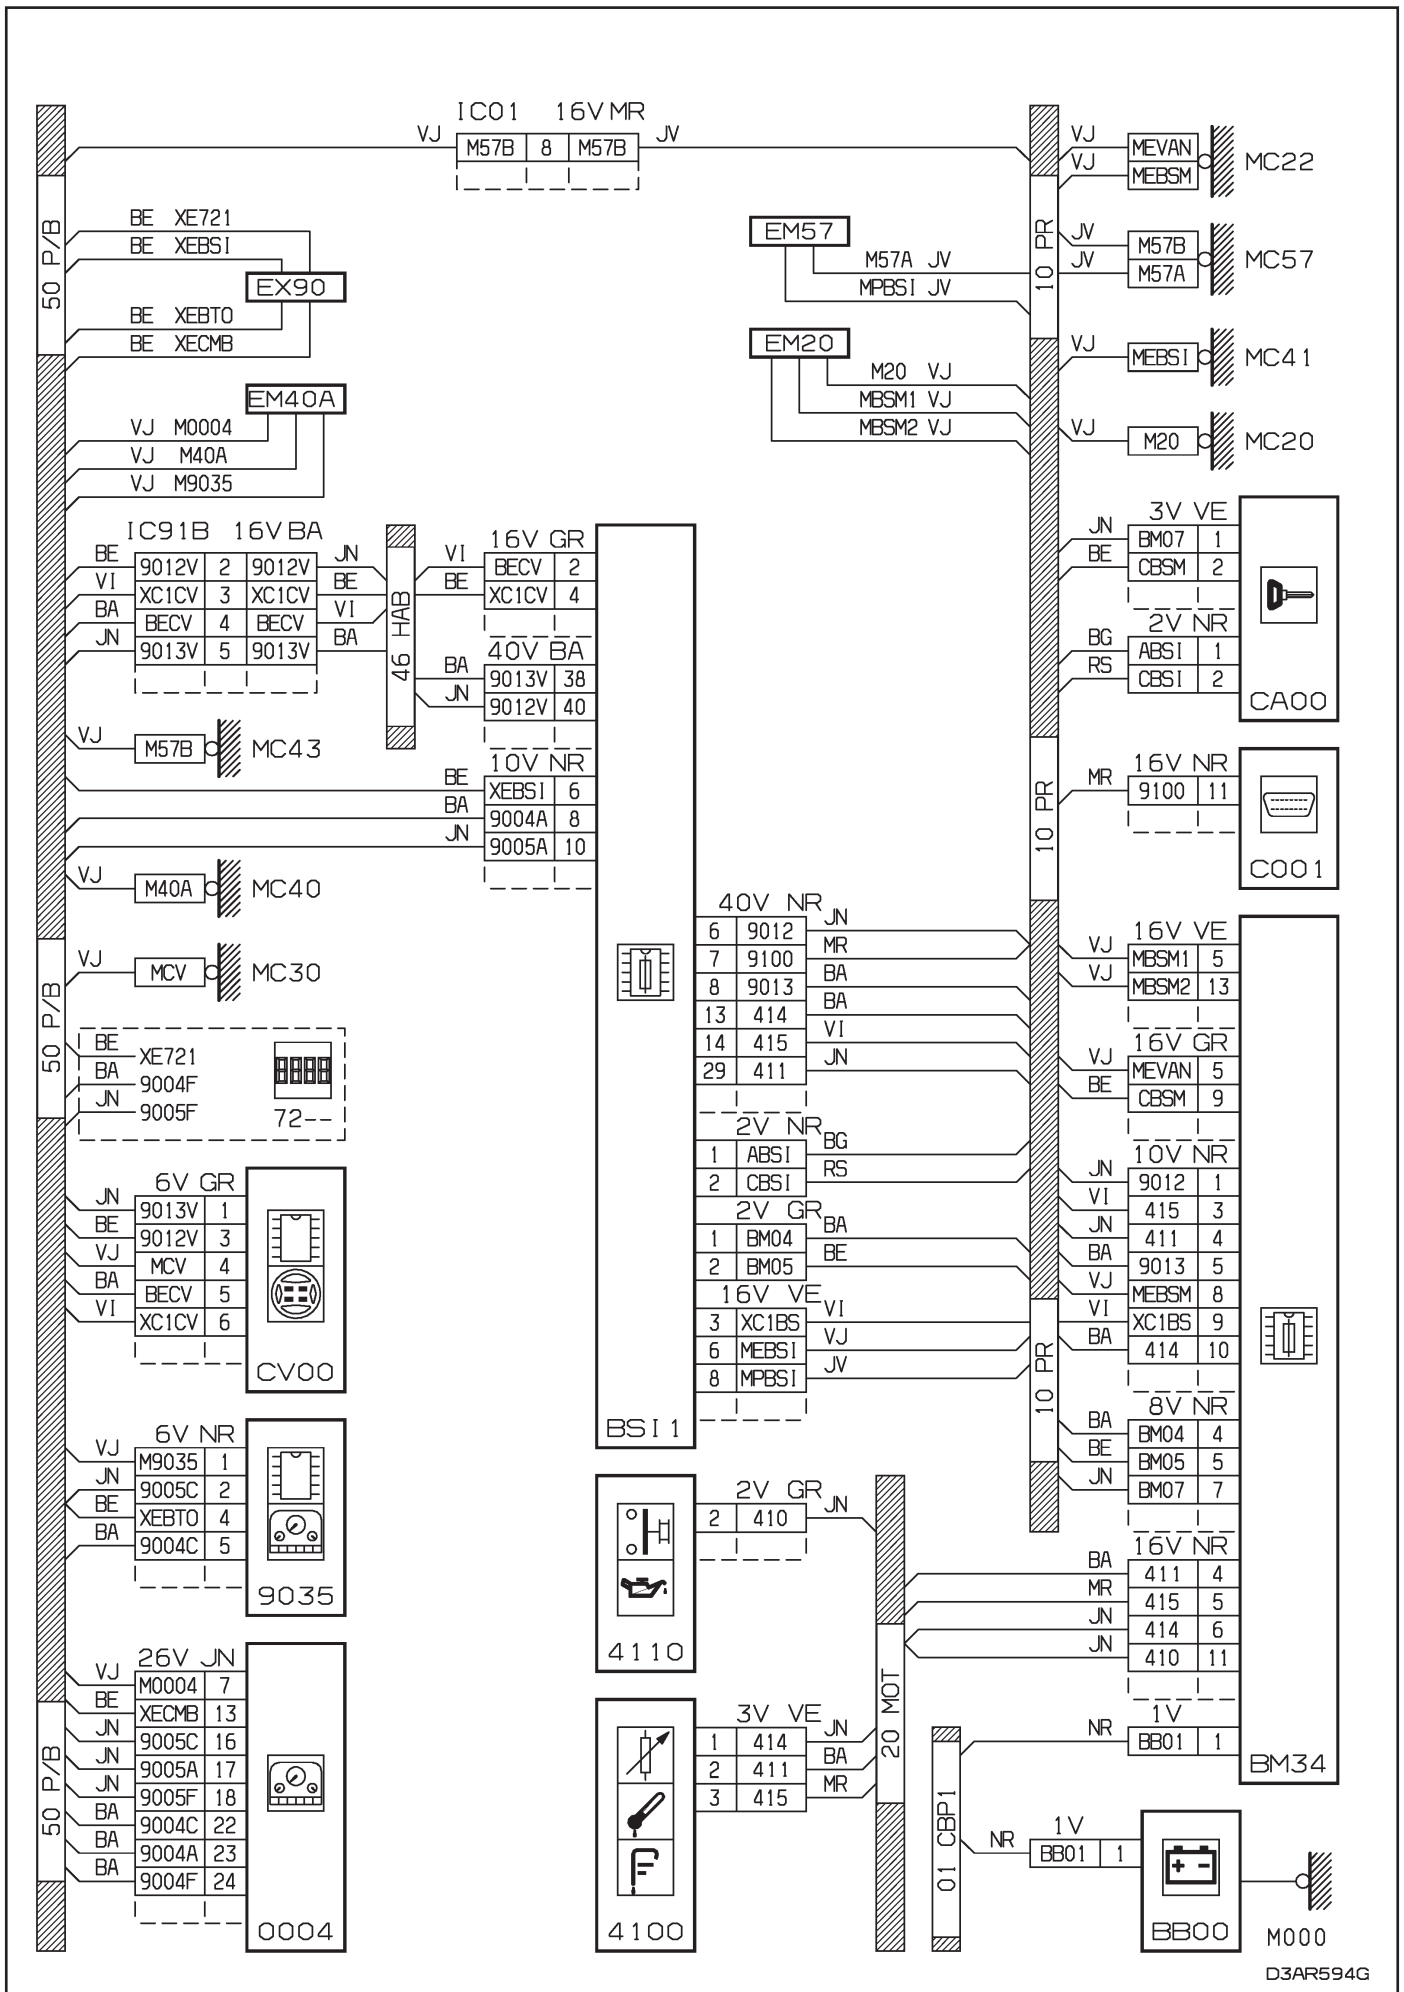 IC01 16V MR
VJ M57B 8 M57B JV
50 P/B
BE XE721
BE XEBSI
EX90
BE XEBTO
BE XECMB
EM40A
VJ M0004
VJ M40A
VJ M9035
IC91B 16V BA
BE 9012V 2 9012V JN
VI XC1CV 3 XC1CV BE
BA BECV 4 BECV VI
JN 9013V 5 9013V BA
46 HAB
VJ M57B MC43
VJ M40A MC40
50 P/B
VJ MCV MC30
BE XE721
BA 9004F
JN 9005F
72--
6V GR
JN 9013V 1
BE 9012V 3
VJ MCV 4
BA BECV 5
VI XC1CV 6
CV00
6V NR
VJ M9035 1
JN 9005C 2
BE XEBTO 4
BA 9004C 5
9035
50 P/B
26V JN
VJ M0004 7
BE XECMB 13
JN 9005C 16
JN 9005A 17
JN 9005F 18
BA 9004C 22
BA 9004A 23
BA 9004F 24
0004
EM57
M57A JV
MPBSI JV
EM20
M20 VJ
MBSM1 VJ
MBSM2 VJ
16V GR
VI BECV 2
BE XC1CV 4
40V BA
BA 9013V 38
JN 9012V 40
10V NR
BE XEBSI 6
BA 9004A 8
JN 9005A 10
40V NR
6 9012 JN
7 9100 MR
8 9013 BA
13 414 BA
14 415 VI
29 411 JN
2V NR
1 ABSI BG
2 CBSI RS
2V GR
1 BM04 BA
2 BM05 BE
16V VE
3 XC1BS VI
6 MEBSI VJ
8 MPBSI JV
BSI1
2V GR
2 410 JN
4110
3V VE
1 414 JN
2 411 BA
3 415 MR
4100
20 MOT
10 PR
VJ MEVAN
VJ MEBSM
MC22
JV M57B
JV M57A
MC57
VJ MEBSI MC41
VJ M20 MC20
3V VE
JN BM07 1
BE CBSM 2
2V NR
BG ABSI 1
RS CBSI 2
CA00
10 PR
16V NR
MR 9100 11
C001
16V VE
VJ MBSM1 5
VJ MBSM2 13
16V GR
VJ MEVAN 5
BE CBSM 9
10V NR
JN 9012 1
VI 415 3
JN 411 4
BA 9013 5
VJ MEBSM 8
VI XC1BS 9
BA 414 10
10 PR
8V NR
BA BM04 4
BE BM05 5
JN BM07 7
16V NR
BA 411 4
MR 415 5
JN 414 6
JN 410 11
1V
NR BB01 1
BM34
01 CBP1
1V
NR BB01 1
BB00
M000
D3AR594G